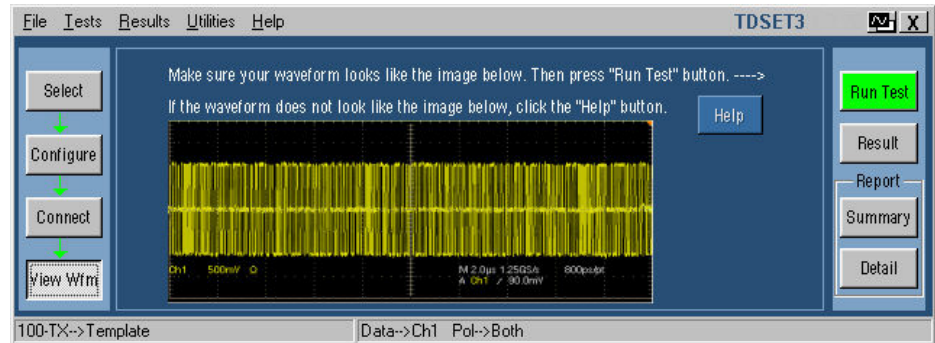 File Tests Results Utilities Help TDSET3 X
Select
Configure
Connect
View Wfm
Make sure your waveform looks like the image below. Then press "Run Test" button. ---->
If the waveform does not look like the image below, click the "Help" button.
Help
Ch1 500mV Ω M 2.0µs 1.25GS/s 800ps/pt
A Ch1 / 90.0mV
Run Test
Result
Report
Summary
Detail
100-TX-->Template Data-->Ch1 Pol-->Both